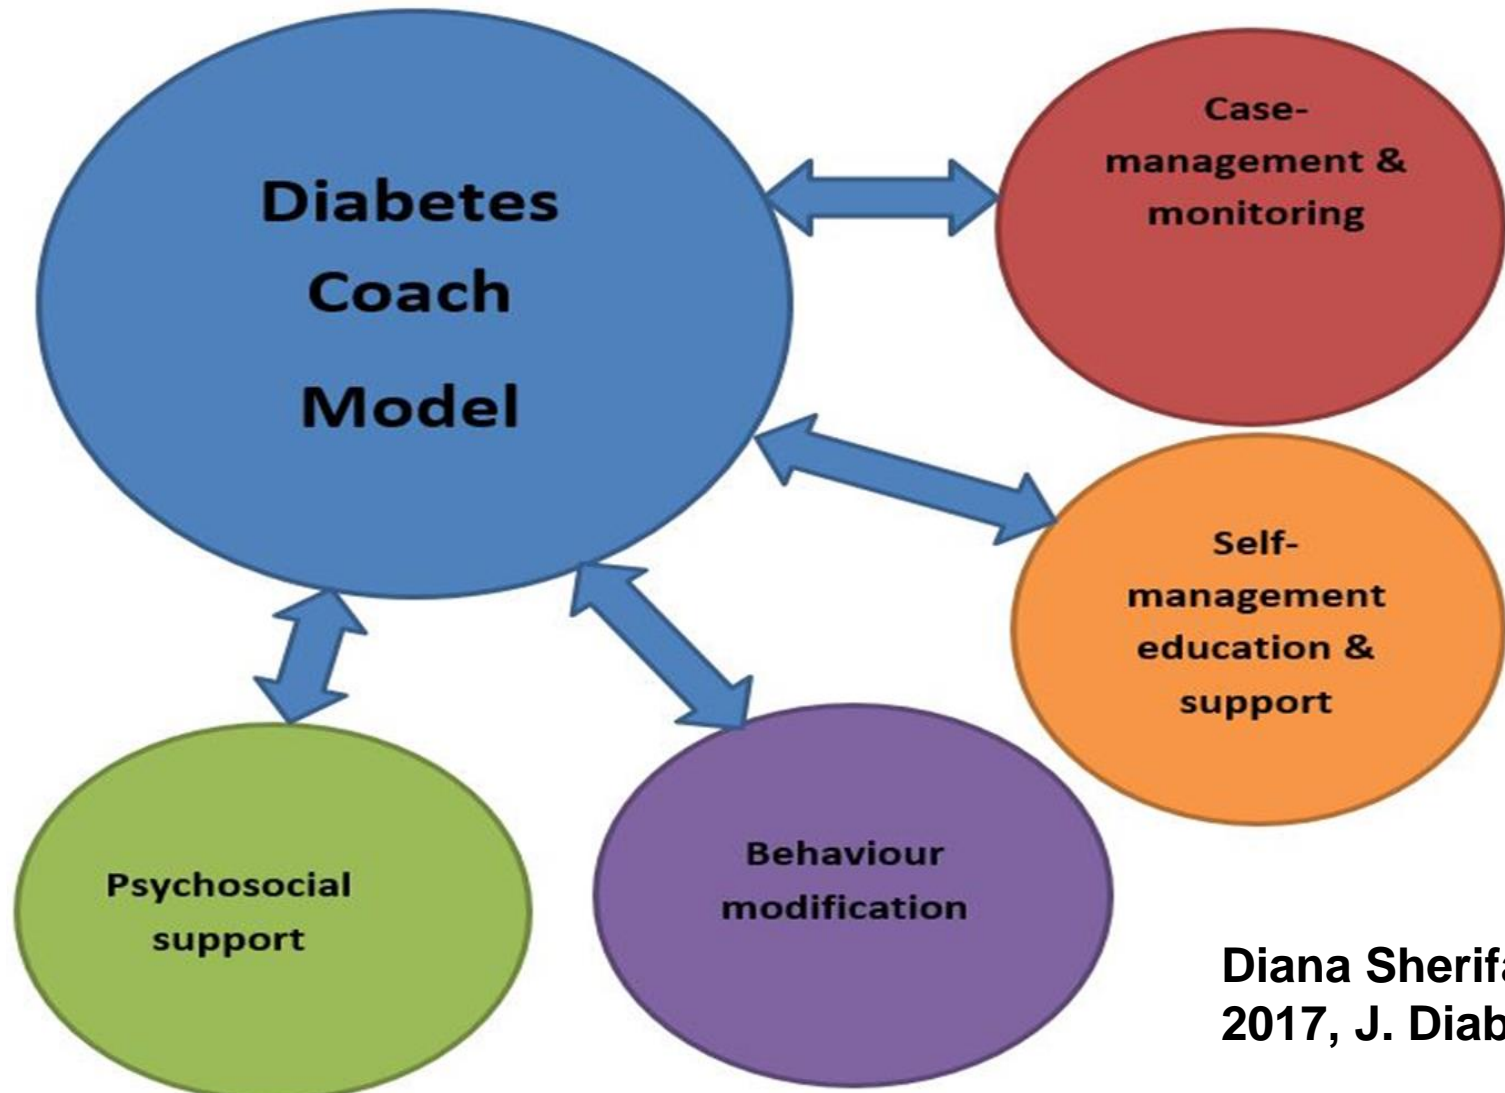 Diabetes
Coach
Model
Case-
management &
monitoring
Self-
management
education &
support
Behaviour
modification
Psychosocial
support
Diana
2017, J.